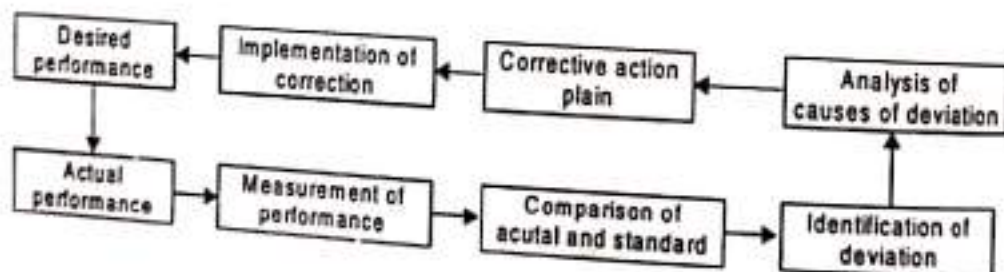 Desired
performance
Implementation of
correction
Corrective action
plain
Analysis of
causes of deviation
Actual
performance
Measurement of
performance
Comparison of
acutal and standard
Identification of
deviation